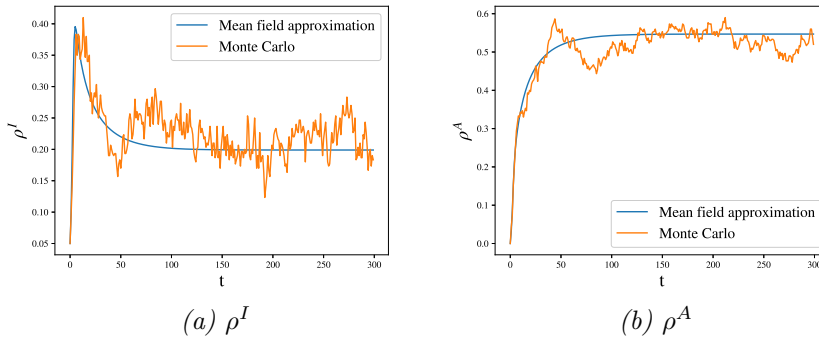 Mean field approximation
Monte Carlo
0.40
0.35
0.30
0.25
0.20
0.15
0.10
0.05
ρ^I
0 50 100 150 200 250 300
t
(a) ρ^I
0.6
0.5
0.4
0.3
0.2
0.1
0.0
ρ^A
Mean field approximation
Monte Carlo
0 50 100 150 200 250 300
t
(b) ρ^A